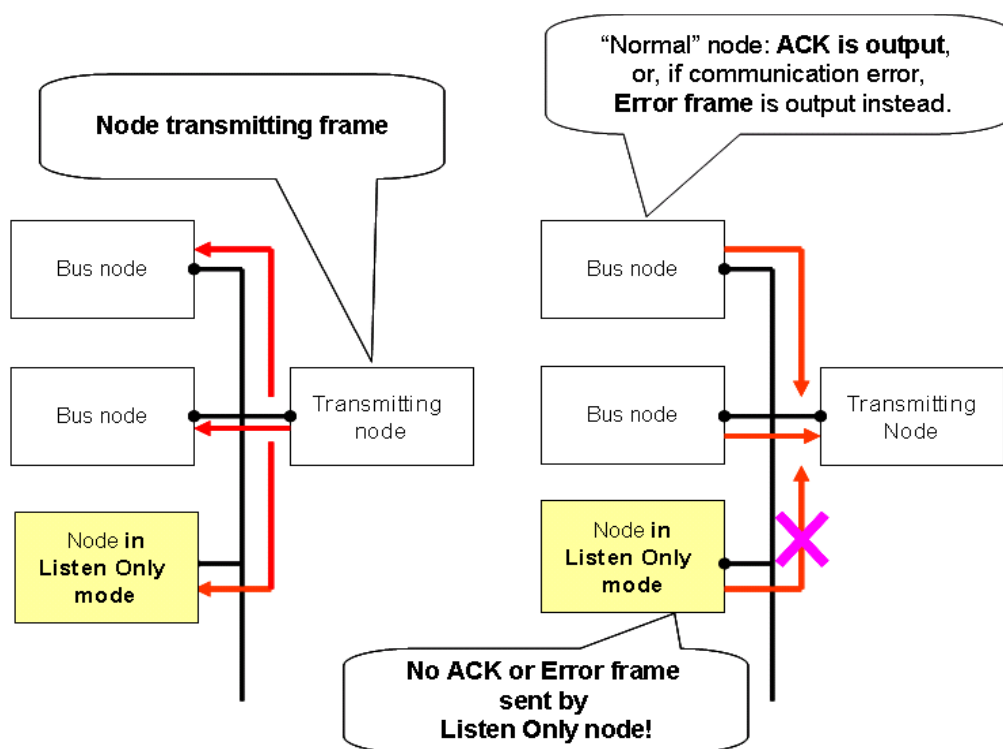 Node transmitting frame
Bus node
Bus node
Transmitting
node
Node in
Listen Only
mode
“Normal” node: ACK is output,
or, if communication error,
Error frame is output instead.
Bus node
Bus node
Transmitting
Node
Node in
Listen Only
mode
No ACK or Error frame
sent by
Listen Only node!